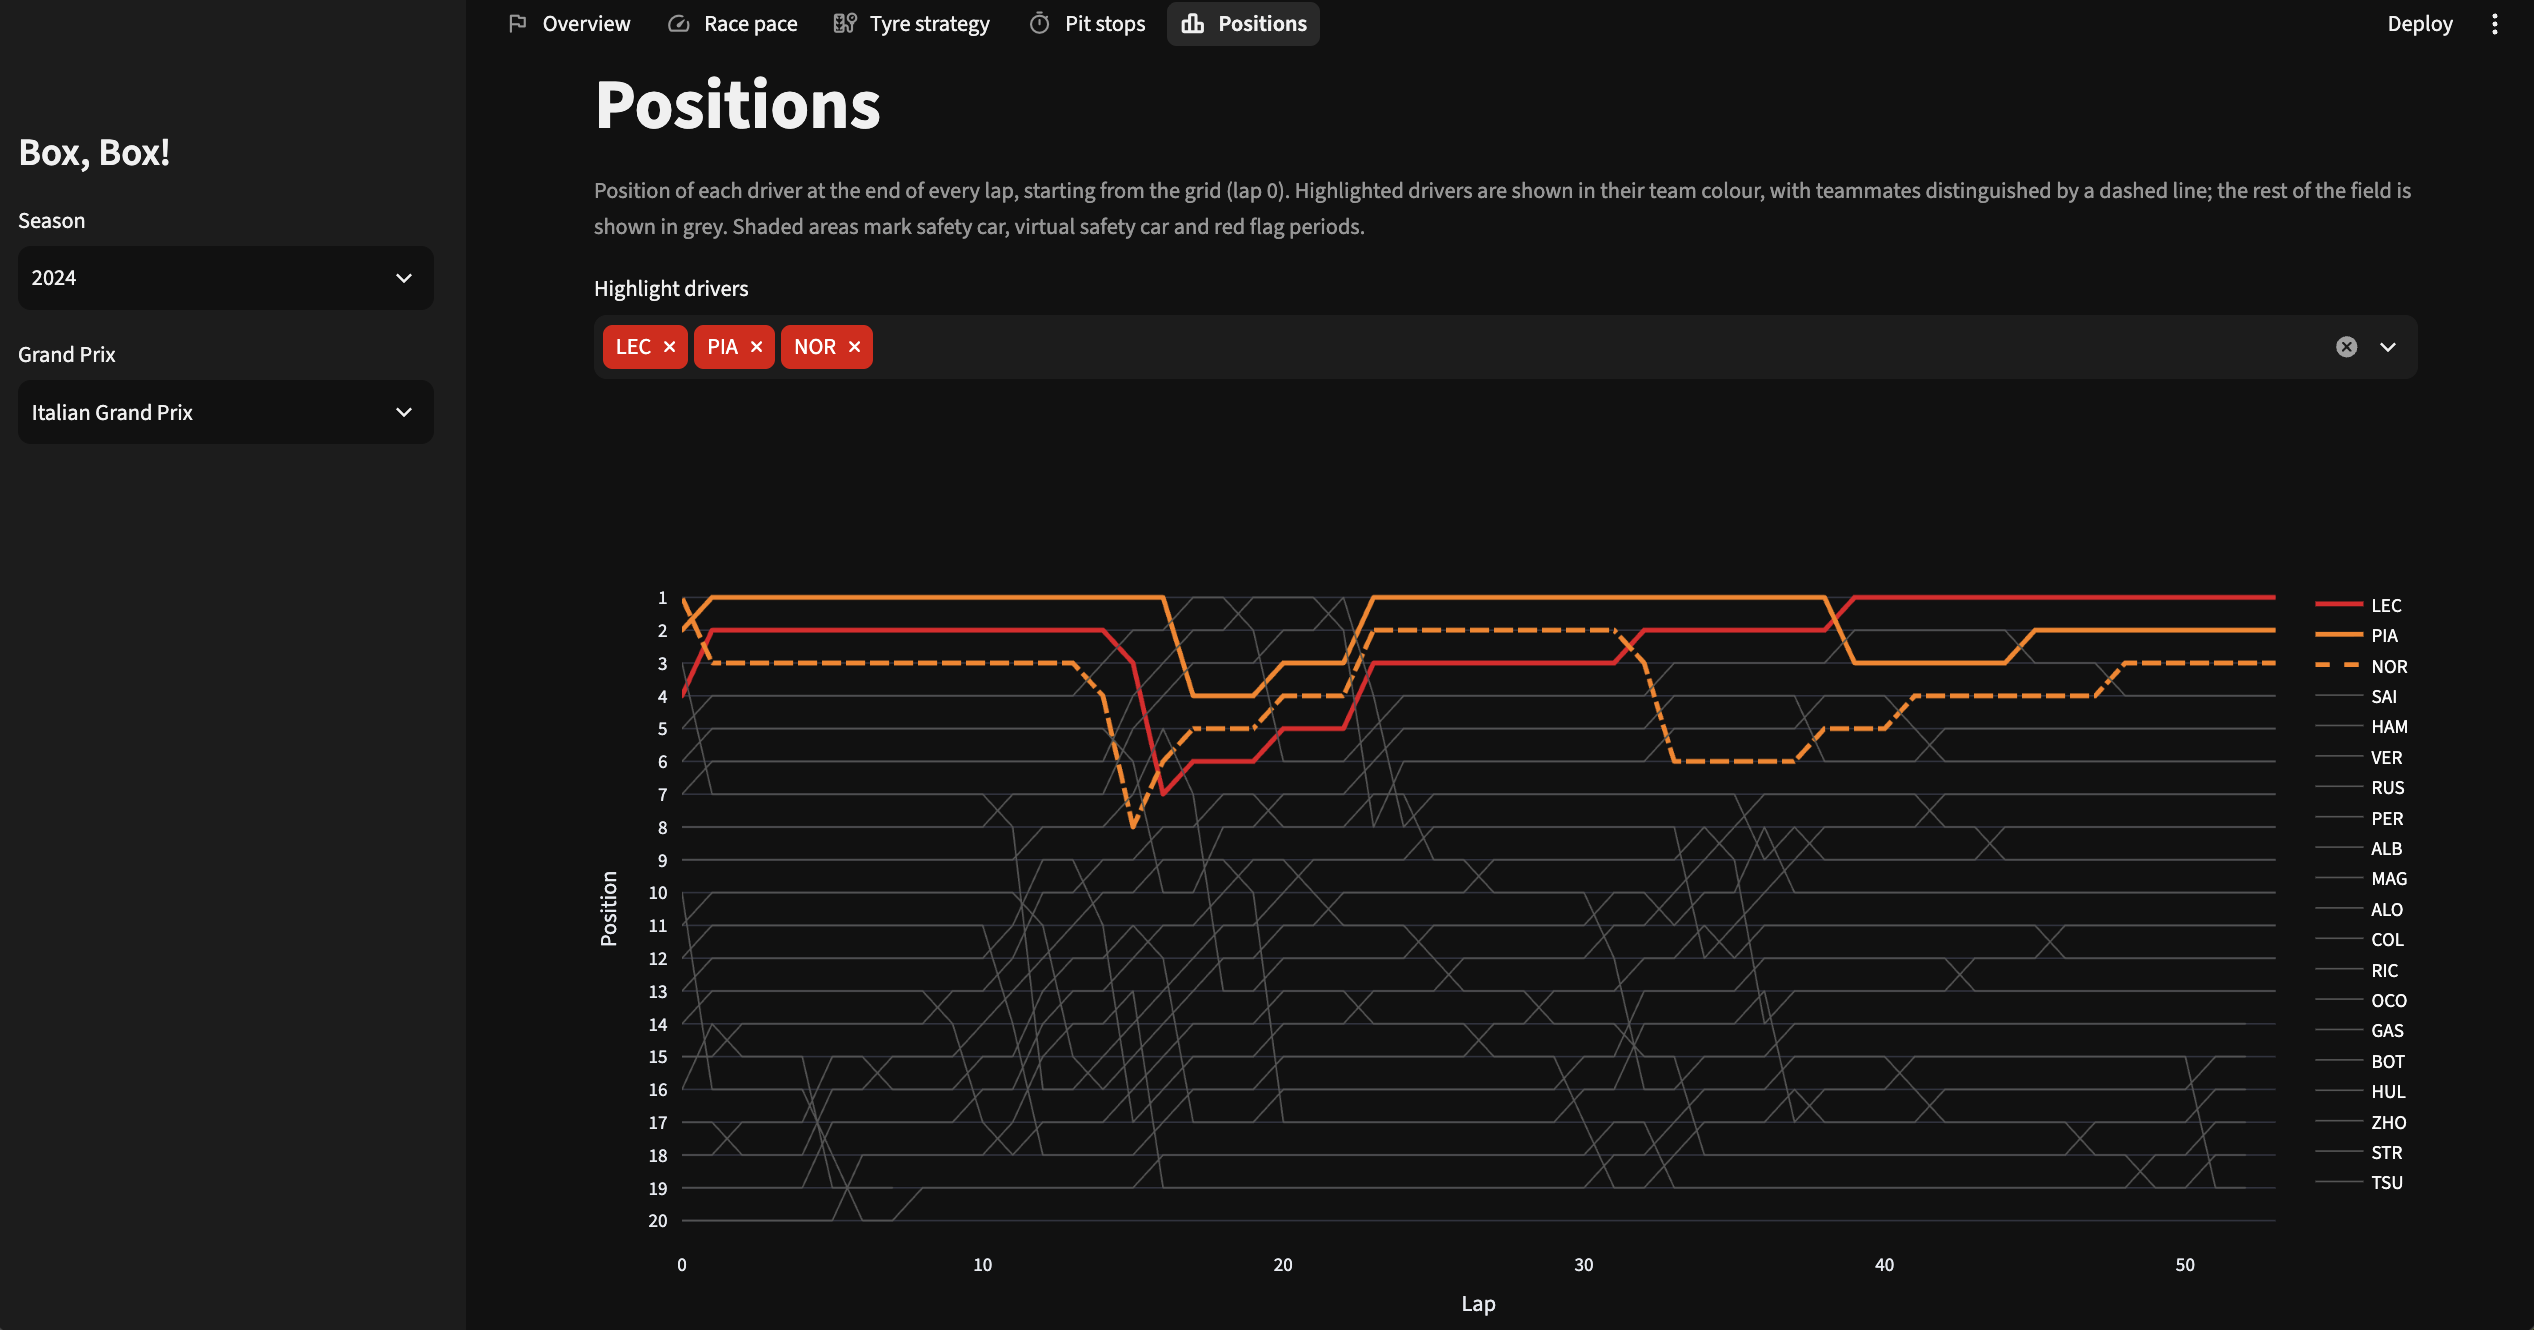 Overview Race pace Tyre strategy Pit stops Positions Deploy
Box, Box!
Season
2024
Grand Prix
Italian Grand Prix
Positions
Position of each driver at the end of every lap, starting from the grid (lap 0). Highlighted drivers are shown in their team colour, with teammates distinguished by a dashed line; the rest of the field is
shown in grey. Shaded areas mark safety car, virtual safety car and red flag periods.
Highlight drivers
LEC PIA NOR
Position
1
2
3
4
5
6
7
8
9
10
11
12
13
14
15
16
17
18
19
20
0 10 20 30 40 50
Lap
LEC
PIA
NOR
SAI
HAM
VER
RUS
PER
ALB
MAG
ALO
COL
RIC
OCO
GAS
BOT
HUL
ZHO
STR
TSU